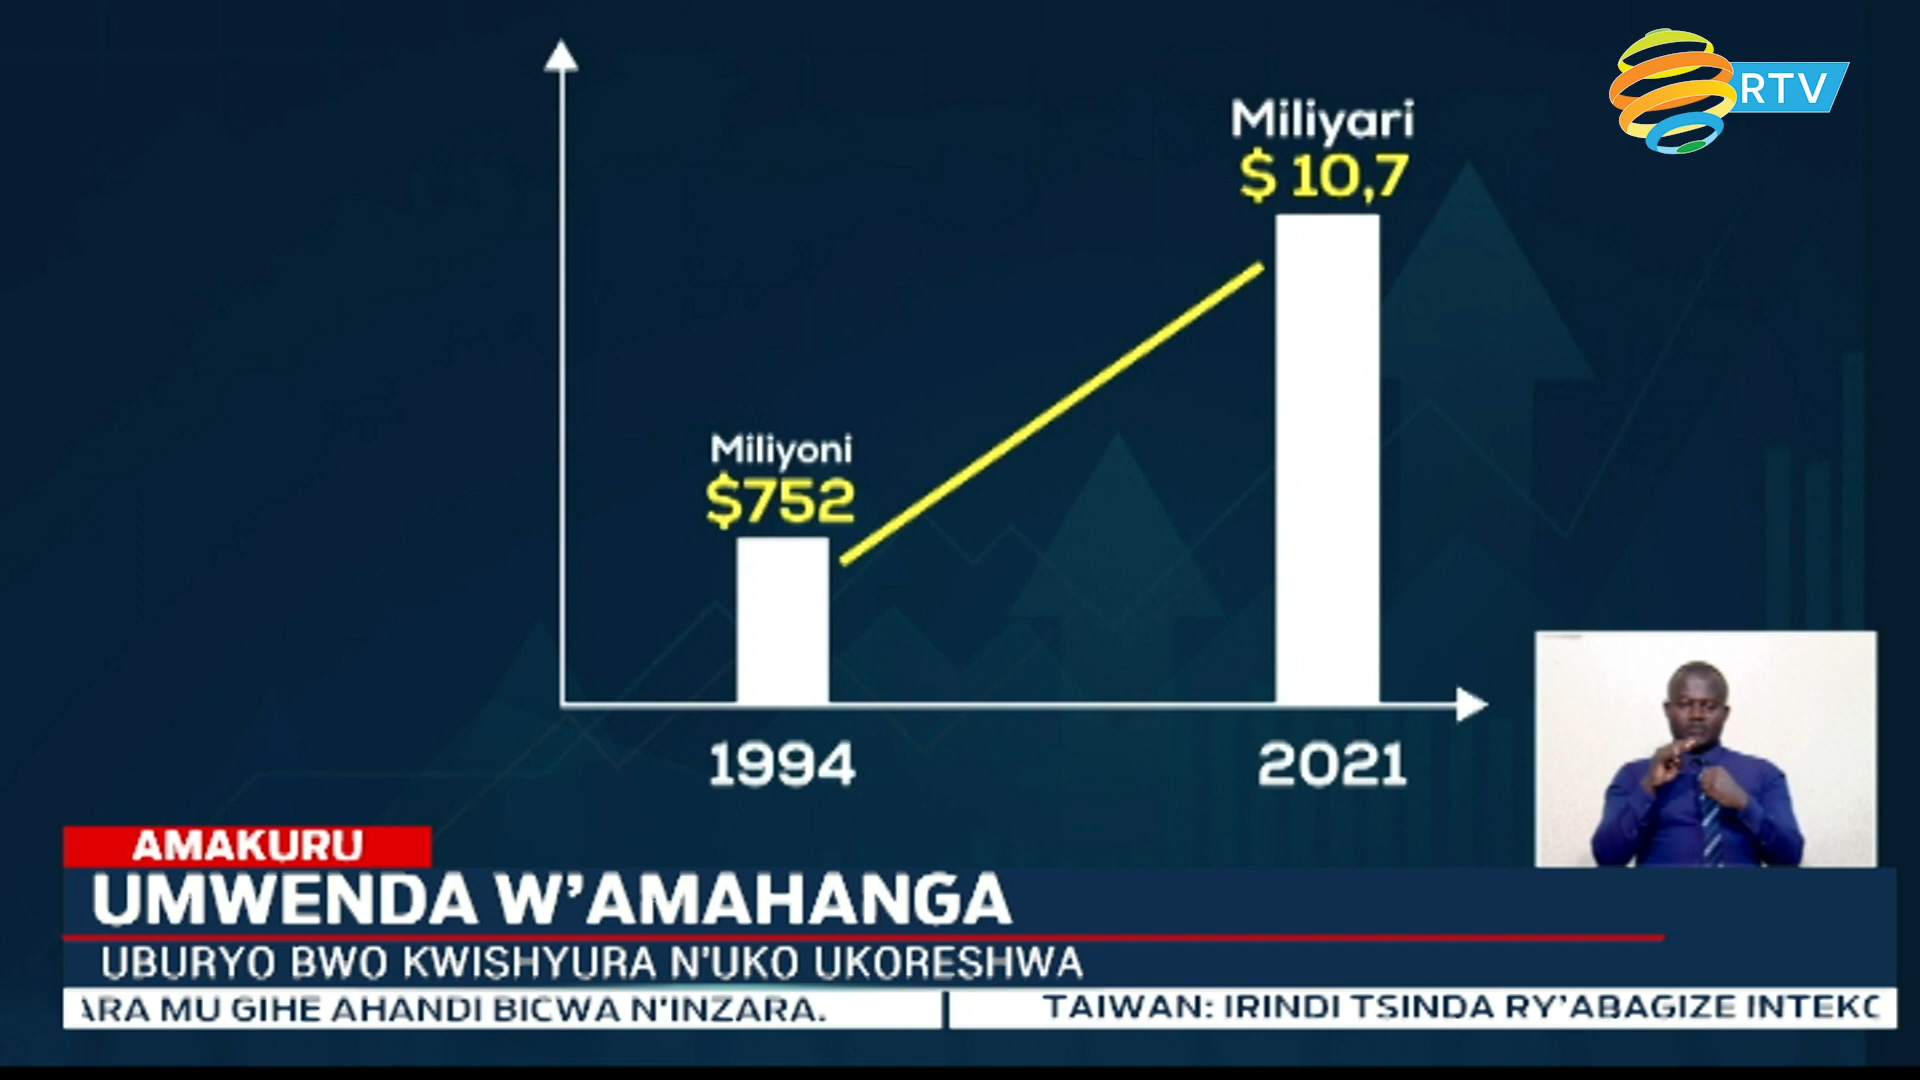 RTV
Miliyari
$ 10,7
Miliyoni
$752
1994
2021
AMAKURU
UMWENDA W'AMAHANGA
UBURYO BWO KWISHYURA N'UKO UKORESHWA
MU GIHE AHANDI BICWA N'INZARA.
TAIWAN: IRINDI TSINDA RY'ABAGIZE